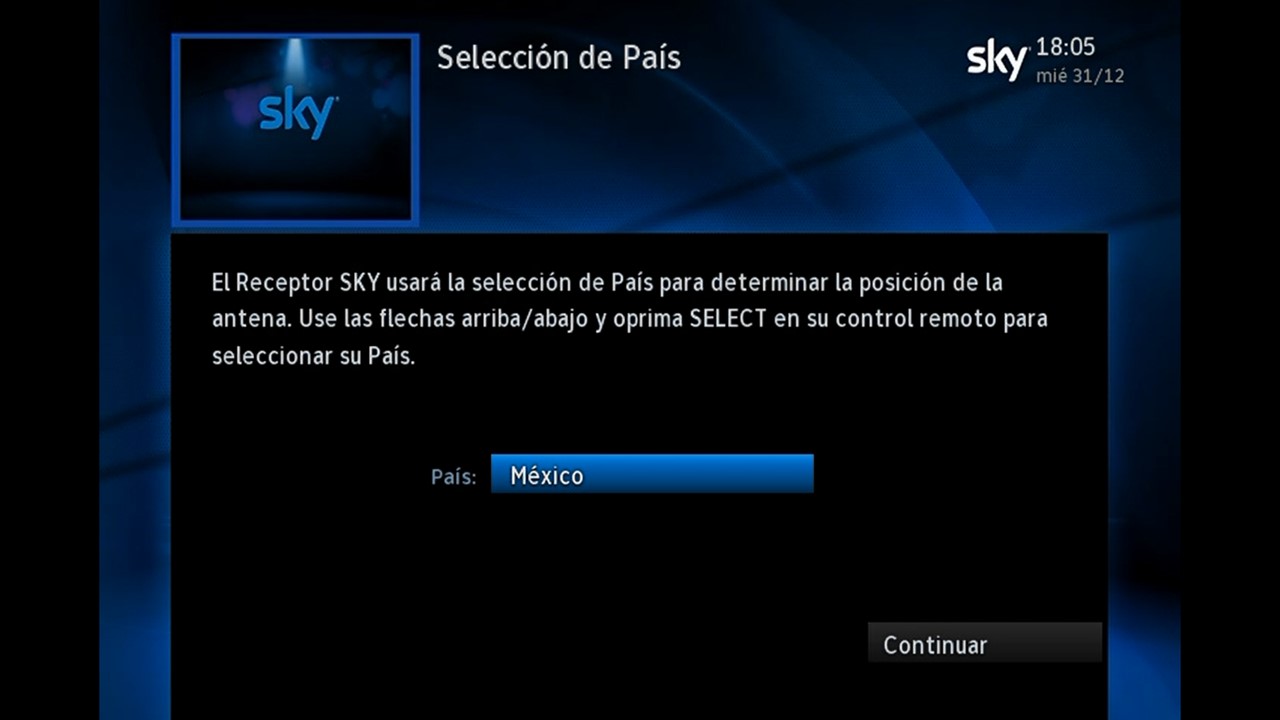 sky
Selección de País
sky 18:05
mié 31/12
El Receptor SKY usará la selección de País para determinar la posición de la
antena. Use las flechas arriba/abajo y oprima SELECT en su control remoto para
seleccionar su País.
País: México
Continuar